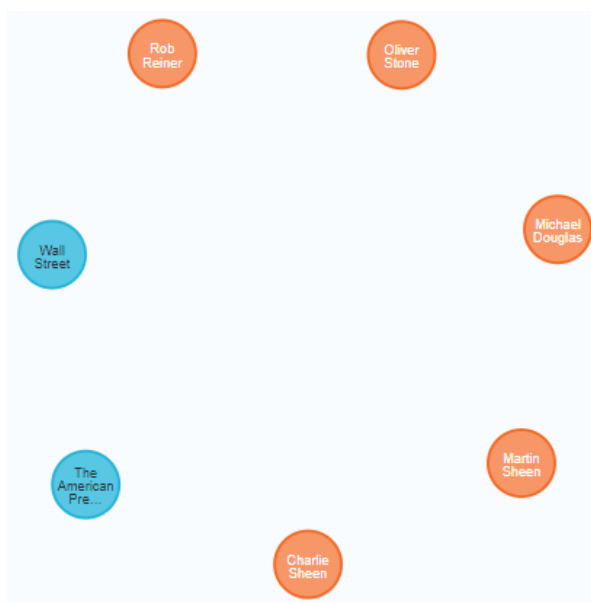 Rob
Reiner
Oliver
Stone
Michael
Douglas
Wall
Street
Martin
Sheen
The
American
Pre...
Charlie
Sheen